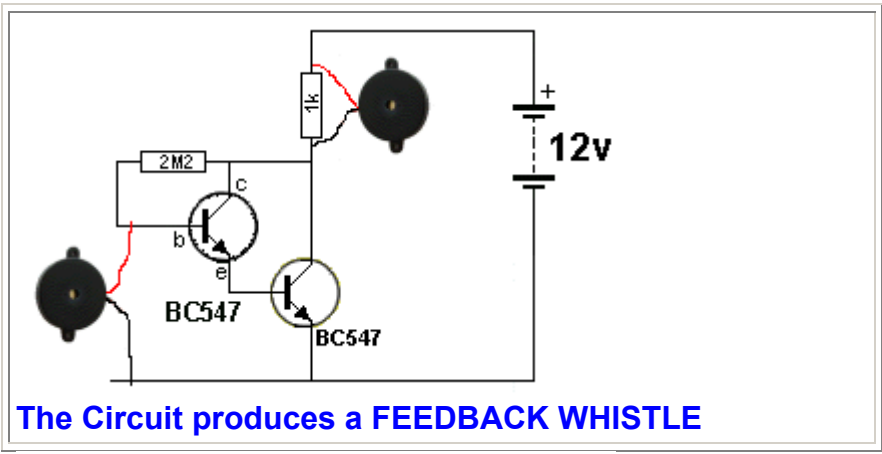 1k
+
12v
2M2
c
b
e
BC547
BC547
The Circuit produces a FEEDBACK WHISTLE